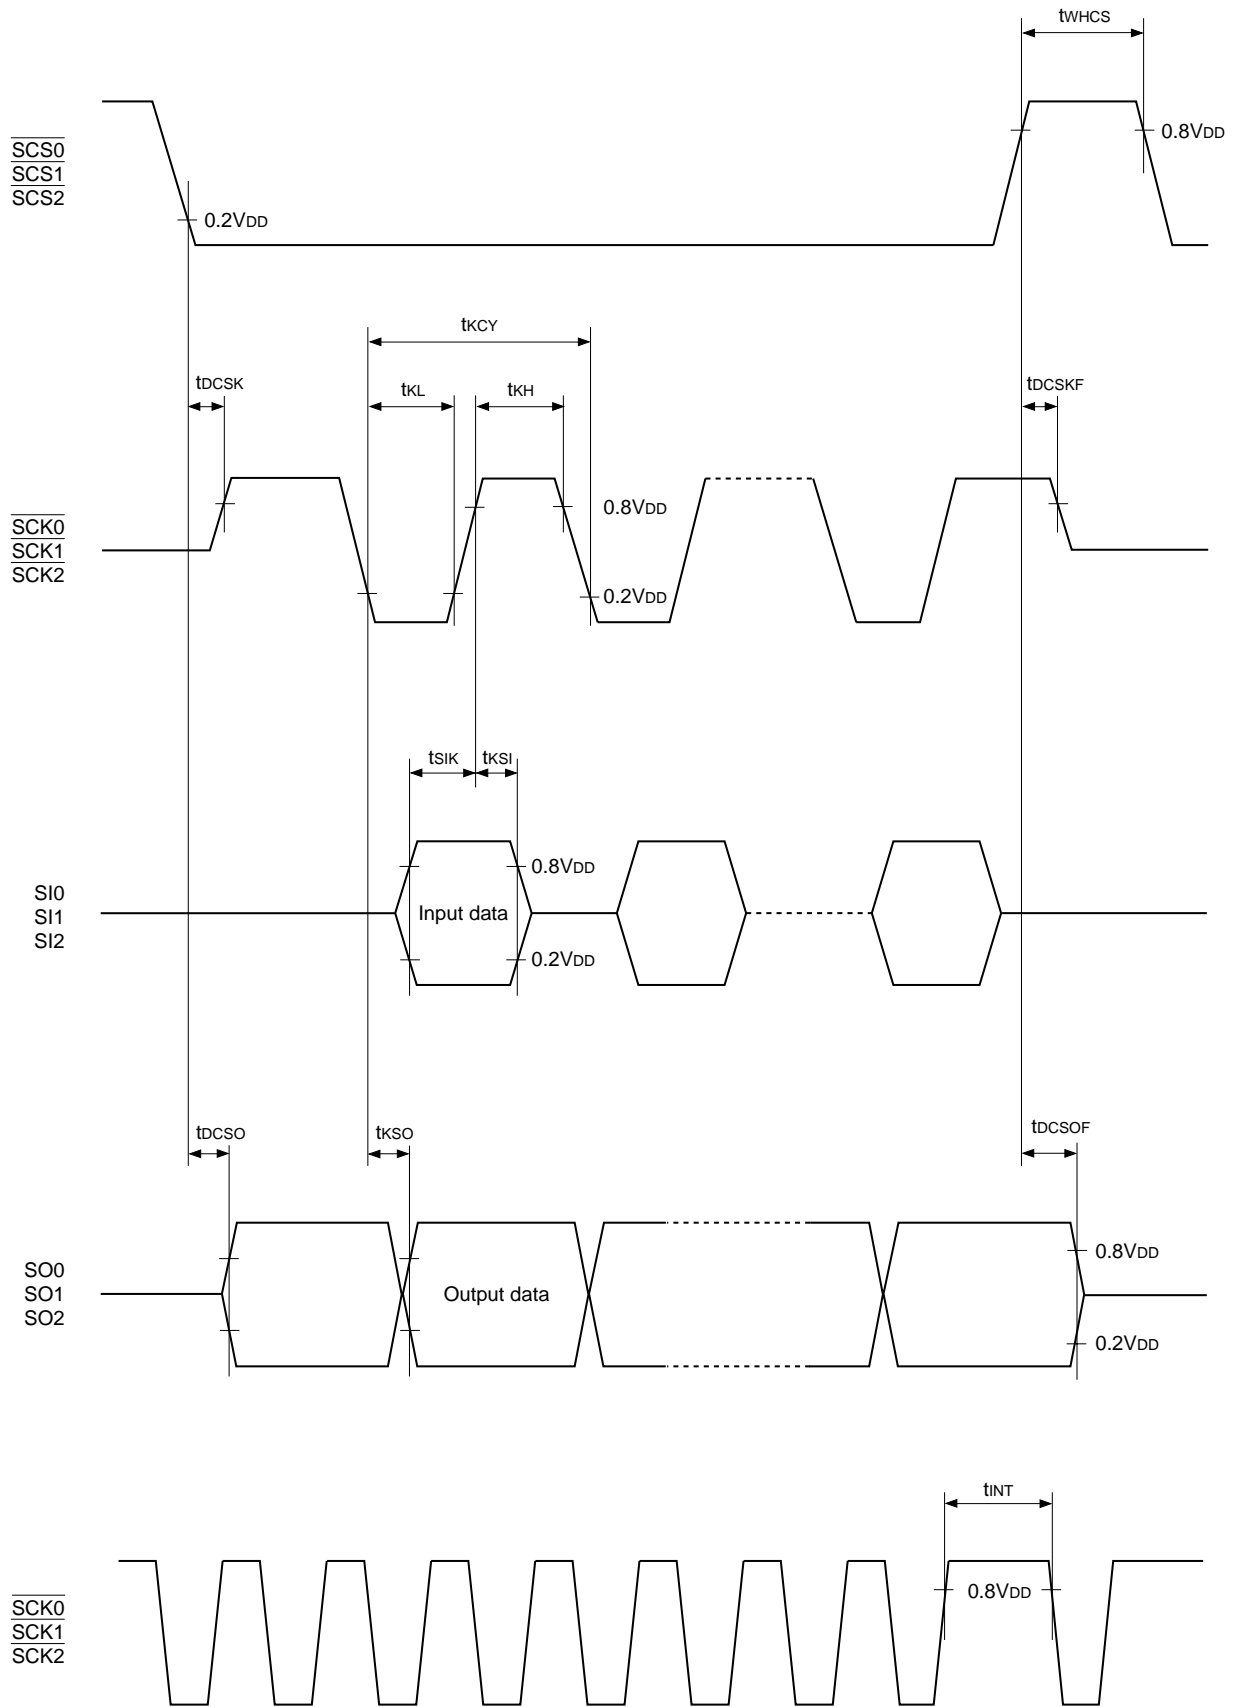 tWHCS
SCS0
SCS1
SCS2
0.8VDD
0.2VDD
tKCY
tDCSK
tKL
tKH
tDCSKF
SCK0
SCK1
SCK2
0.8VDD
0.2VDD
tSIK
tKSI
SI0
SI1
SI2
0.8VDD
Input data
0.2VDD
tDCSO
tKSO
tDCSOF
SO0
SO1
SO2
0.8VDD
Output data
0.2VDD
tINT
SCK0
SCK1
SCK2
0.8VDD